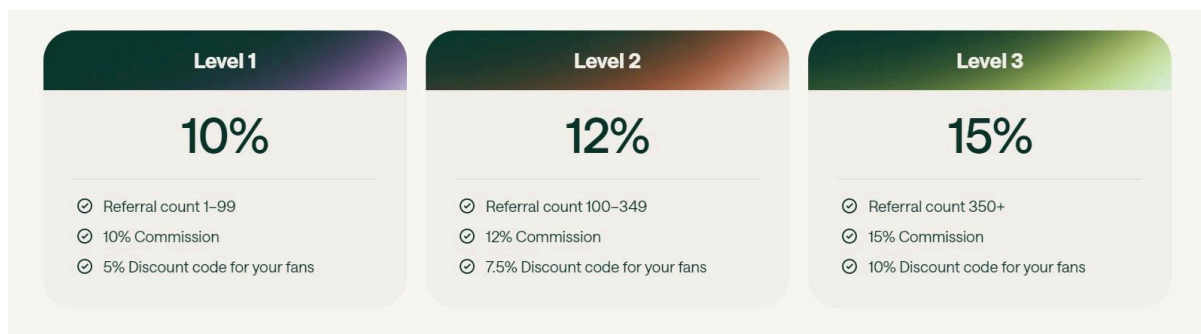 Level 1
10%
Referral count 1–99
10% Commission
5% Discount code for your fans
Level 2
12%
Referral count 100–349
12% Commission
7.5% Discount code for your fans
Level 3
15%
Referral count 350+
15% Commission
10% Discount code for your fans